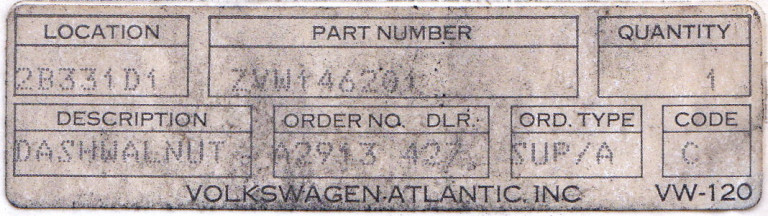 LOCATION PART NUMBER QUANTITY
2B331D1 ZVW146201 1
DESCRIPTION ORDER NO. DLR. ORD. TYPE CODE
DASHWALNUT A2913 427 SUP/A C
VOLKSWAGEN-ATLANTIC, INC VW-120